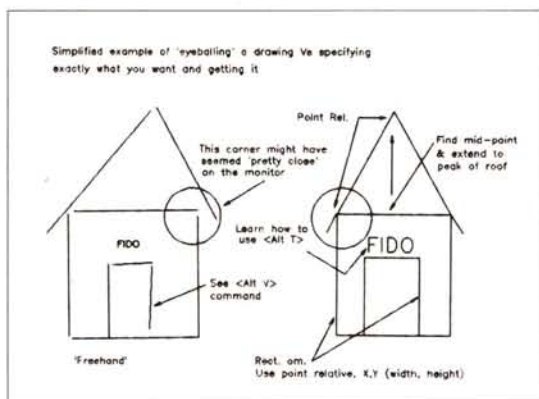 Simplified example of 'eyeballing' a drawing Vs specifying
exactly what you want and getting it
Point Rel.
This corner might have
seemed 'pretty close'
on the monitor
Find mid-point
& extend to
peak of roof
Learn how to
use <Alt T>
FIDO
FIDO
See <Alt V>
command
'Freehand'
Rect. om.
Use point relative, X,Y (width, height)